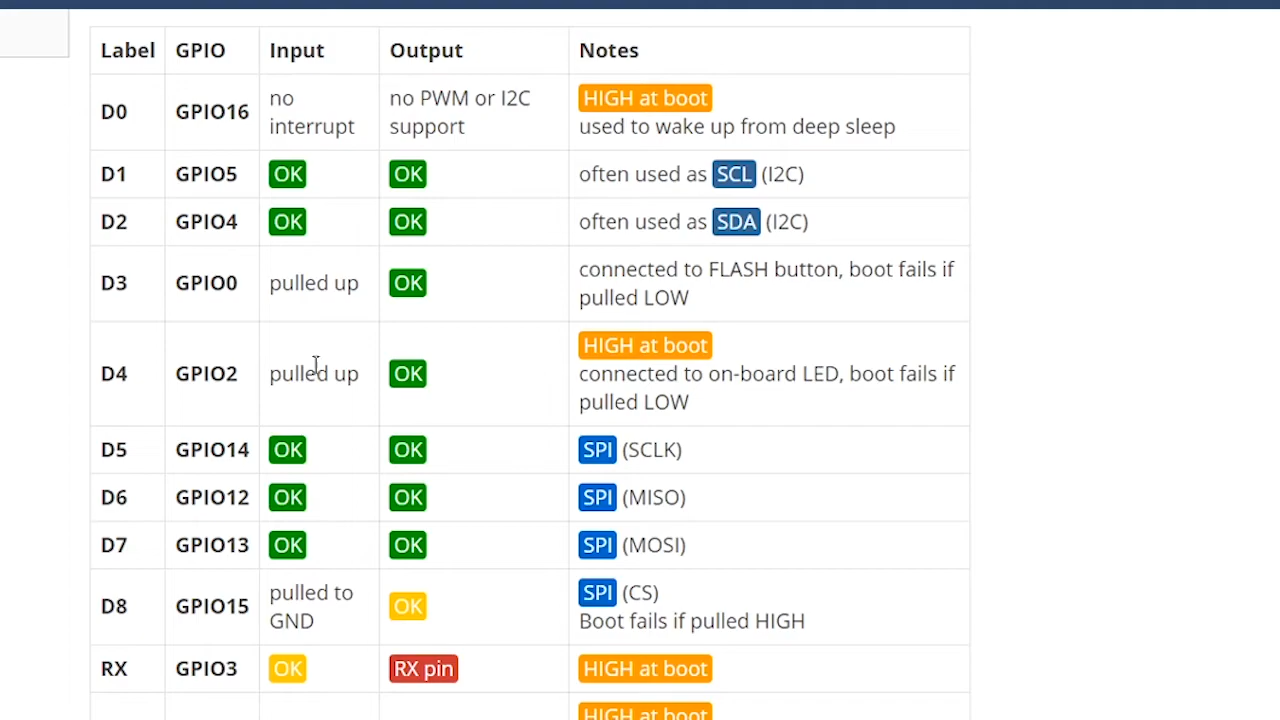 Label GPIO Input Output Notes
D0 GPIO16 no interrupt no PWM or I2C support HIGH at boot used to wake up from deep sleep
D1 GPIO5 OK OK often used as SCL (I2C)
D2 GPIO4 OK OK often used as SDA (I2C)
D3 GPIO0 pulled up OK connected to FLASH button, boot fails if pulled LOW
D4 GPIO2 pulled up OK HIGH at boot connected to on-board LED, boot fails if pulled LOW
D5 GPIO14 OK OK SPI (SCLK)
D6 GPIO12 OK OK SPI (MISO)
D7 GPIO13 OK OK SPI (MOSI)
D8 GPIO15 pulled to GND OK SPI (CS) Boot fails if pulled HIGH
RX GPIO3 OK RX pin HIGH at boot
HIGH at boot